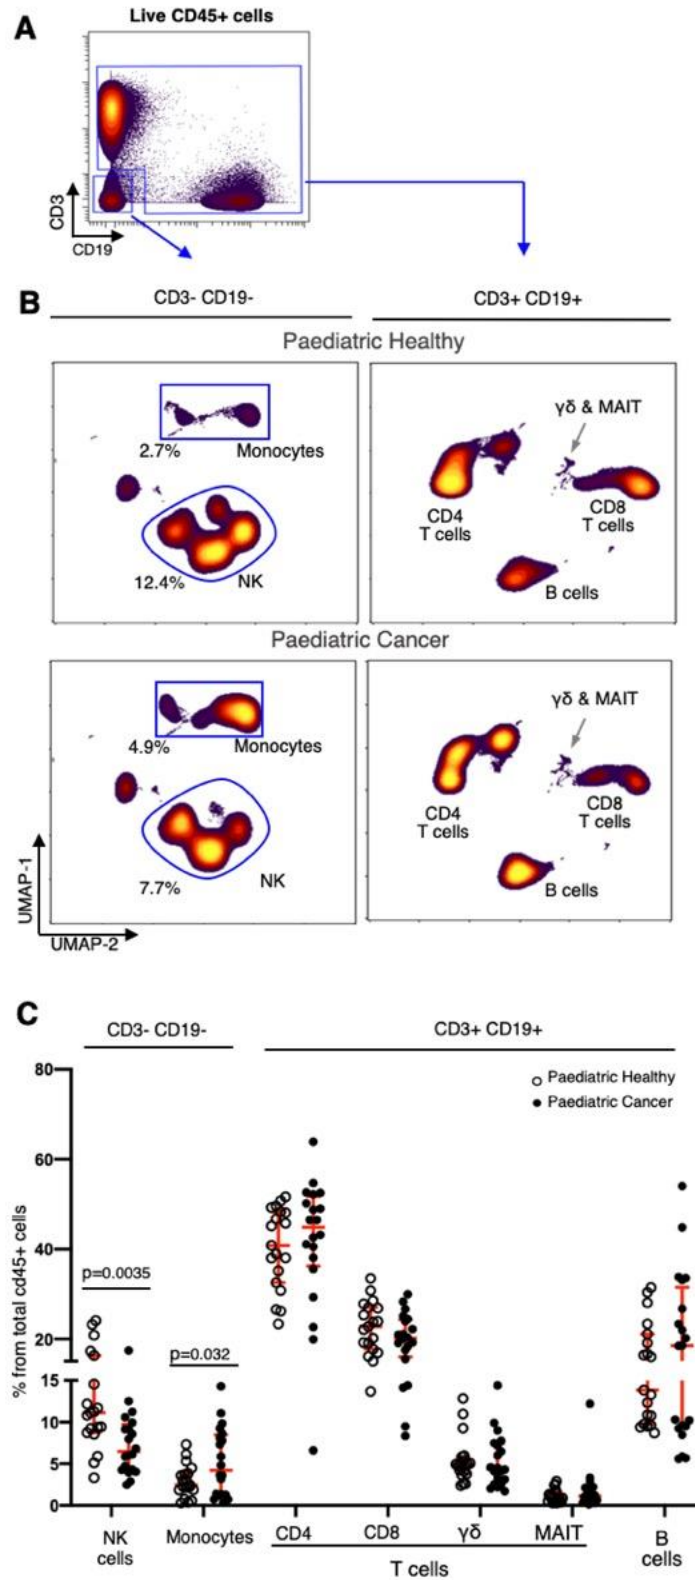 A
Live CD45+ cells
CD3
CD19
B
CD3- CD19-
CD3+ CD19+
Paediatric Healthy
2.7%
Monocytes
12.4%
NK
γδ & MAIT
CD4
T cells
CD8
T cells
B cells
Paediatric Cancer
4.9%
Monocytes
7.7%
NK
γδ & MAIT
CD4
T cells
CD8
T cells
B cells
UMAP-1
UMAP-2
C
CD3- CD19-
CD3+ CD19+
Paediatric Healthy
Paediatric Cancer
% from total cd45+ cells
80
60
40
20
15
10
5
0
p=0.0035
p=0.032
NK
cells
Monocytes
CD4
CD8
γδ
MAIT
T cells
B
cells